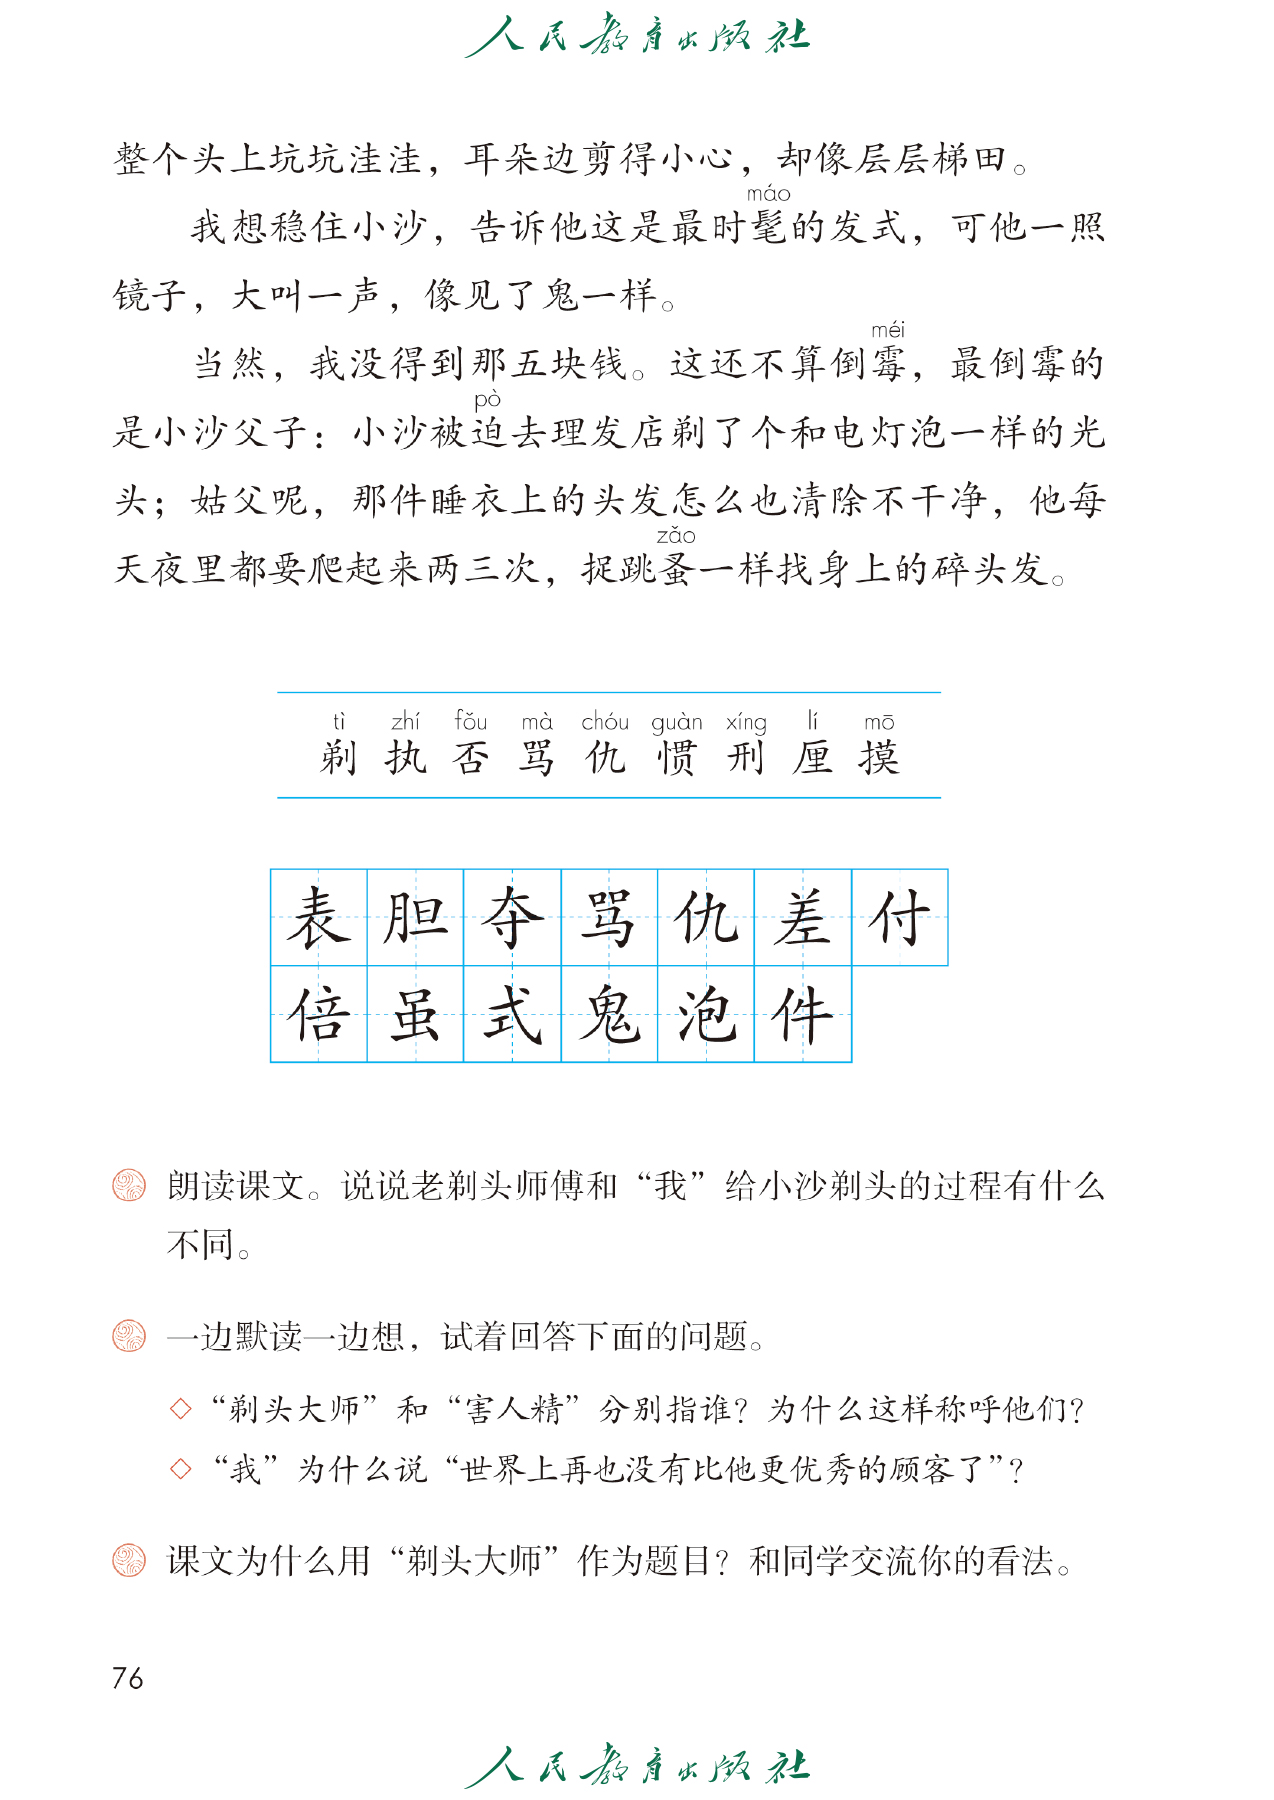 人民教育出版社
整个头上坑坑洼洼，耳朵边剪得小心，却像层层梯田。
máo
我想稳住小沙，告诉他这是最时髦的发式，可他一照
镜子，大叫一声，像见了鬼一样。
méi
当然，我没得到那五块钱。这还不算倒霉，最倒霉的
pò
是小沙父子：小沙被迫去理发店剃了个和电灯泡一样的光
头；姑父呢，那件睡衣上的头发怎么也清除不干净，他每
zǎo
天夜里都要爬起来两三次，捉跳蚤一样找身上的碎头发。
tì zhí fǒu mà chóu guàn xíng lí mō
剃 执 否 骂 仇 惯 刑 厘 摸
表 胆 夺 骂 仇 差 付
倍 虽 式 鬼 泡 件
朗读课文。说说老剃头师傅和“我”给小沙剃头的过程有什么
不同。
一边默读一边想，试着回答下面的问题。
◇“剃头大师”和“害人精”分别指谁？为什么这样称呼他们？
◇“我”为什么说“世界上再也没有比他更优秀的顾客了”？
课文为什么用“剃头大师”作为题目？和同学交流你的看法。
76
人民教育出版社